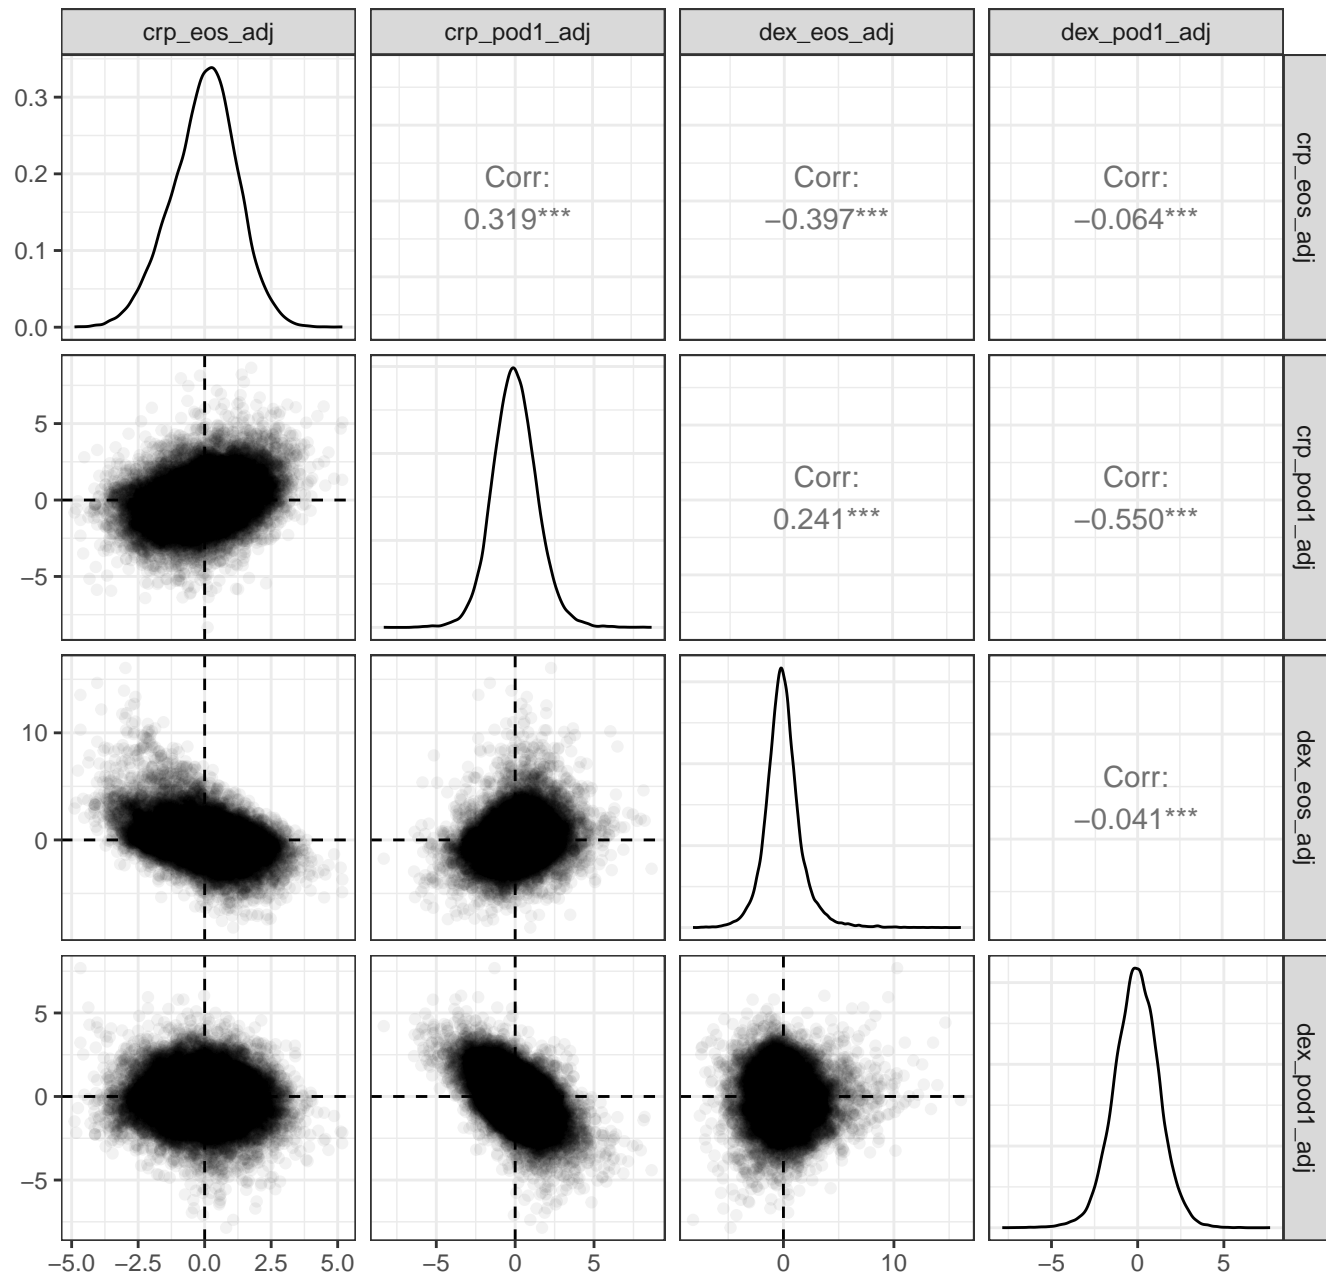 crp_eos_adj crp_pod1_adj dex_eos_adj dex_pod1_adj
0.3
0.2
0.1
0.0
Corr:
0.319***
Corr:
−0.397***
Corr:
−0.064***
crp_eos_adj
5
0
−5
Corr:
0.241***
Corr:
−0.550***
crp_pod1_adj
10
0
Corr:
−0.041***
dex_eos_adj
5
0
−5
dex_pod1_adj
−5.0 −2.5 0.0 2.5 5.0 −5 0 5 0 10 −5 0 5